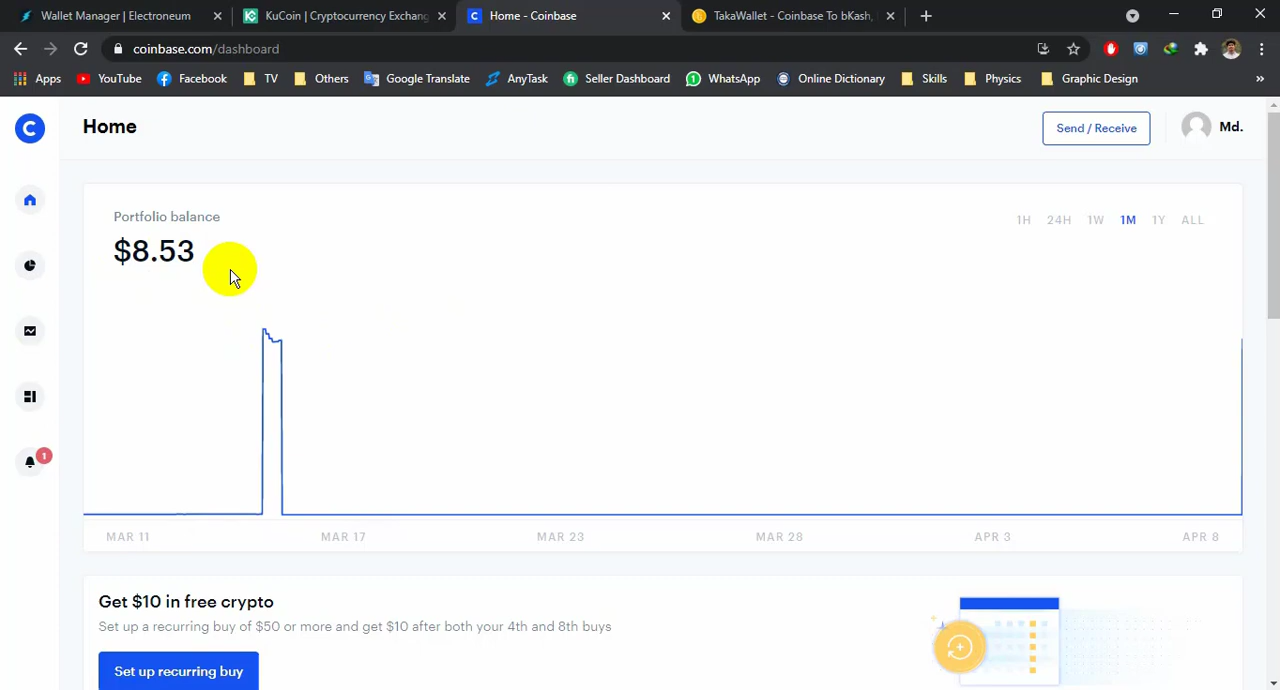 Wallet Manager | Electroneum
KuCoin | Cryptocurrency Exchang
Home - Coinbase
TakaWallet - Coinbase To bKash,
coinbase.com/dashboard
Apps YouTube Facebook TV Others Google Translate AnyTask Seller Dashboard WhatsApp Online Dictionary Skills Physics Graphic Design »
Home
Send / Receive
Md.
Portfolio balance
$8.53
1H 24H 1W 1M 1Y ALL
1
MAR 11 MAR 17 MAR 23 MAR 28 APR 3 APR 8
Get $10 in free crypto
Set up a recurring buy of $50 or more and get $10 after both your 4th and 8th buys
Set up recurring buy